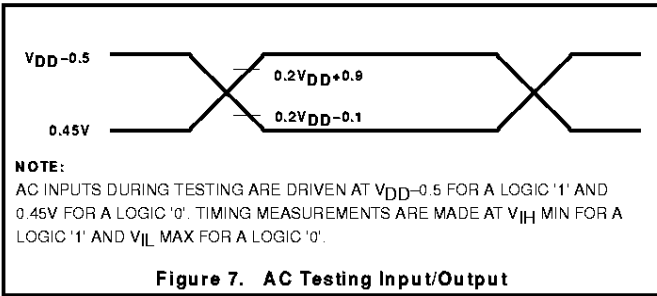 VDD–0.5
0.2VDD+0.9
0.2VDD–0.1
0.45V
NOTE:
AC INPUTS DURING TESTING ARE DRIVEN AT VDD–0.5 FOR A LOGIC '1' AND
0.45V FOR A LOGIC '0'. TIMING MEASUREMENTS ARE MADE AT VIH MIN FOR A
LOGIC '1' AND VIL MAX FOR A LOGIC '0'.
Figure 7. AC Testing Input/Output